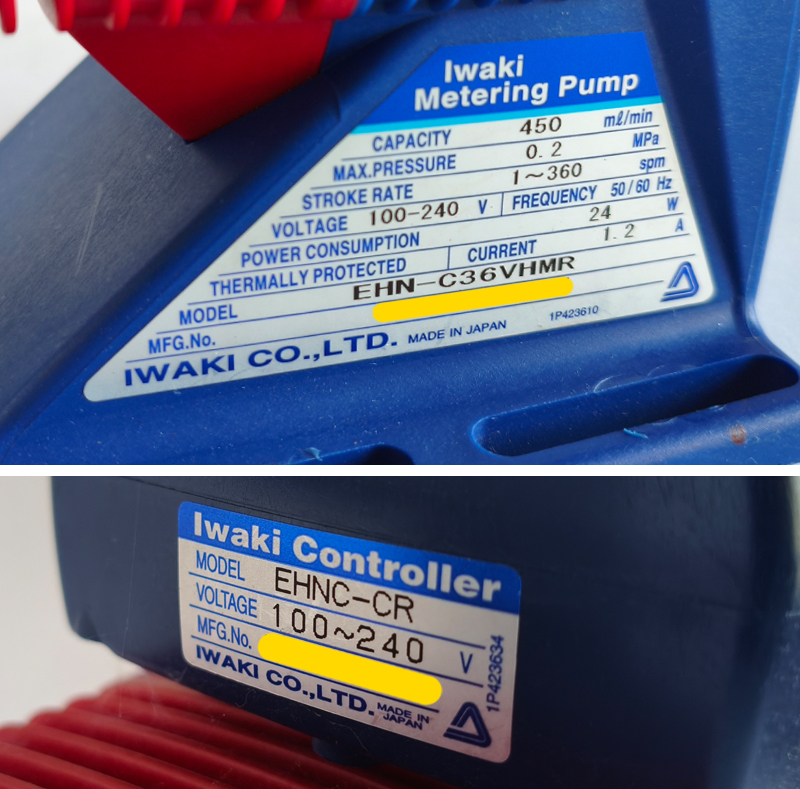 Iwaki
Metering Pump
CAPACITY 450 mℓ/min
MAX.PRESSURE 0.2 MPa
STROKE RATE 1~360 spm
VOLTAGE 100-240 V FREQUENCY 50/60 Hz
POWER CONSUMPTION 24 W
THERMALLY PROTECTED CURRENT 1.2 A
MODEL EHN-C36VHMR
MFG.No.
IWAKI CO.,LTD. MADE IN JAPAN 1P423610
Iwaki Controller
MODEL EHNC-CR
VOLTAGE 100~240 V
MFG.No.
IWAKI CO.,LTD. MADE IN
JAPAN
1P423634